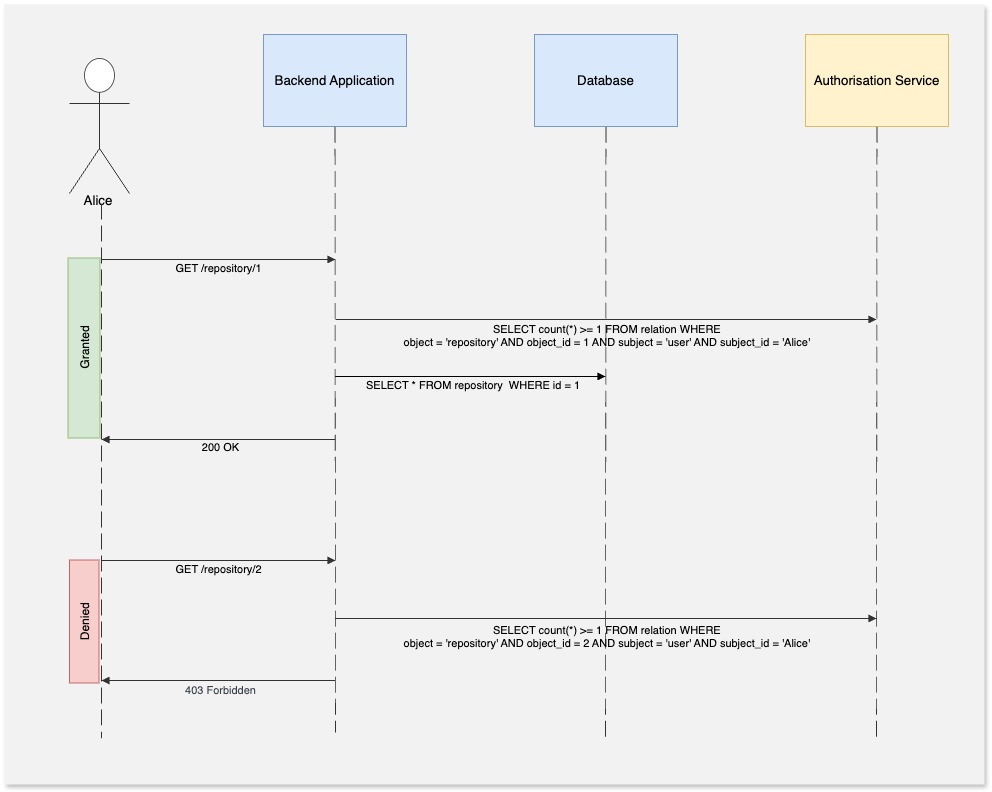 Backend Application
Database
Authorisation Service
Alice
Granted
GET /repository/1
SELECT count(*) >= 1 FROM relation WHERE
object = 'repository' AND object_id = 1 AND subject = 'user' AND subject_id = 'Alice'
SELECT * FROM repository  WHERE id = 1
200 OK
Denied
GET /repository/2
SELECT count(*) >= 1 FROM relation WHERE
object = 'repository' AND object_id = 2 AND subject = 'user' AND subject_id = 'Alice'
403 Forbidden